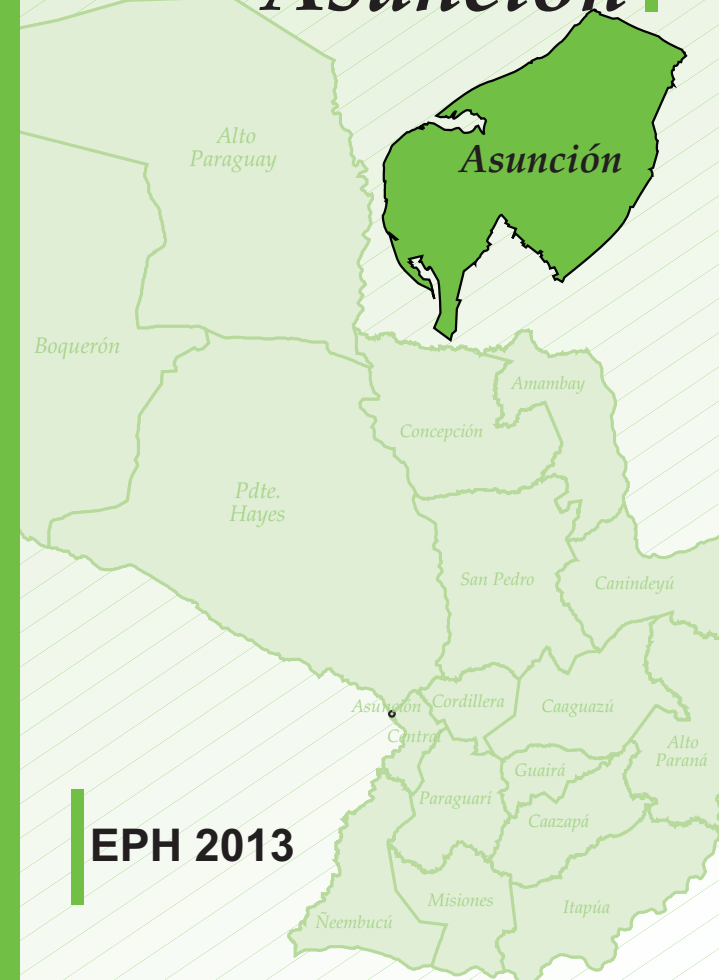 Asunción
Alto
Paraguay
Asunción
Boquerón
Amambay
Concepción
Pdte.
Hayes
San Pedro
Canindeyú
Asunción
Cordillera
Caaguazú
Central
Alto
Paraná
Guairá
Paraguarí
Caazapá
EPH 2013
Misiones
Itapúa
Ñeembucú